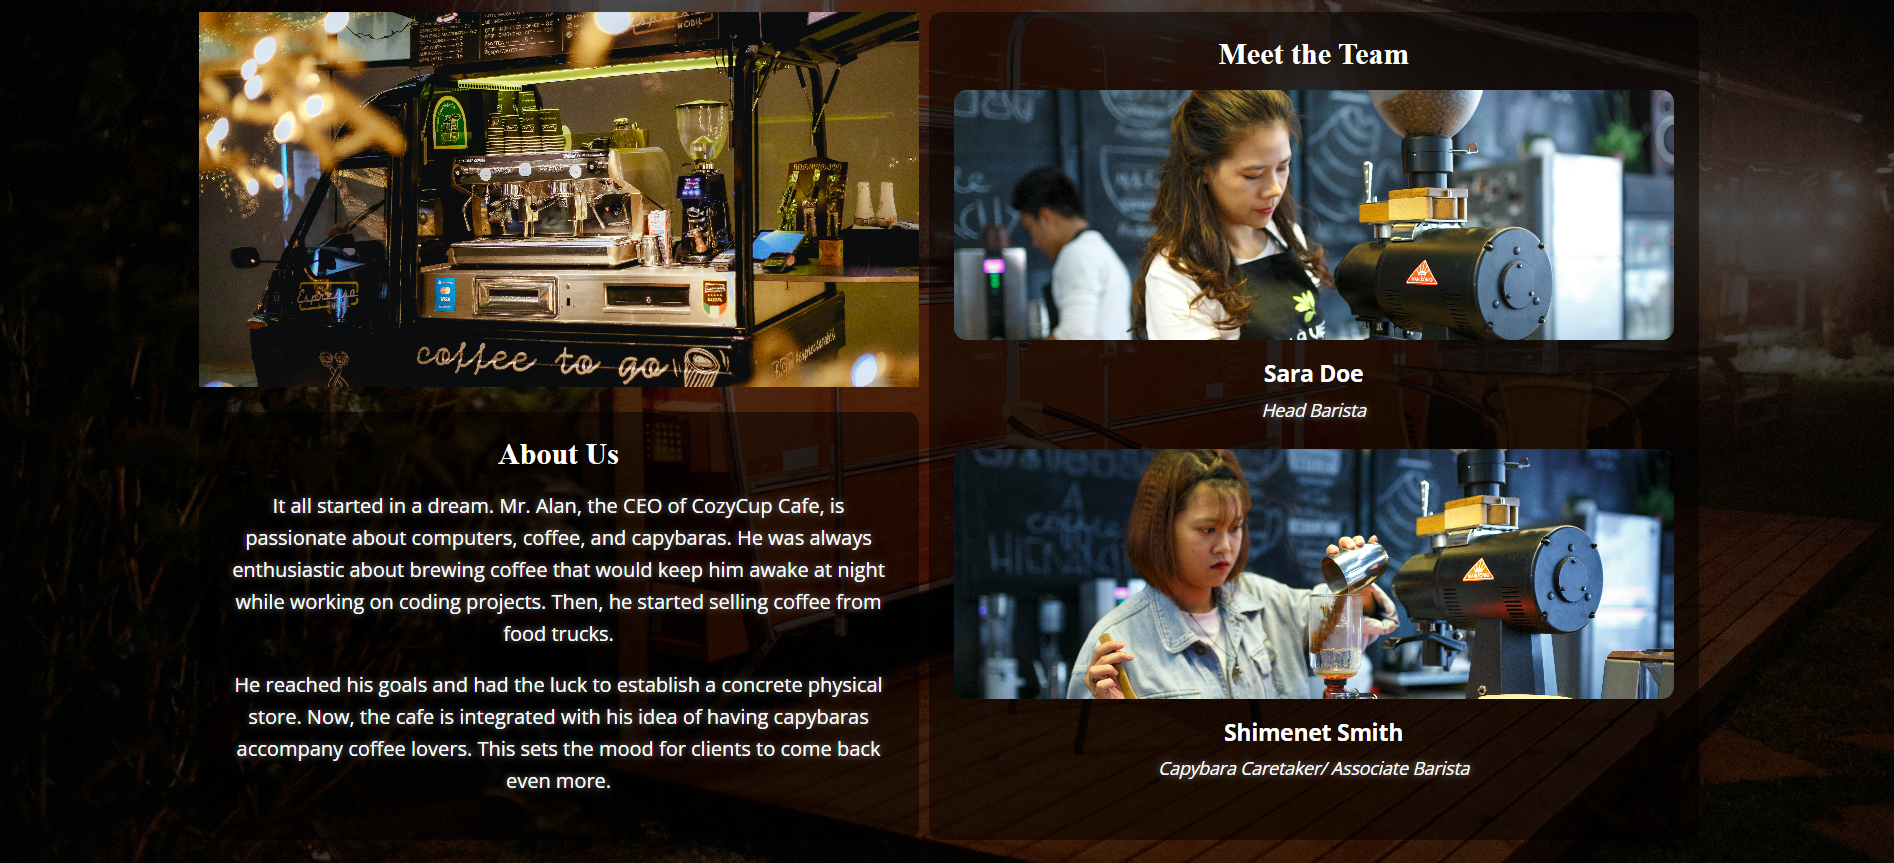 MOBIL
Espresso
VISA
coffee to go
About Us
It all started in a dream. Mr. Alan, the CEO of CozyCup Cafe, is
passionate about computers, coffee, and capybaras. He was always
enthusiastic about brewing coffee that would keep him awake at night
while working on coding projects. Then, he started selling coffee from
food trucks.
He reached his goals and had the luck to establish a concrete physical
store. Now, the cafe is integrated with his idea of having capybaras
accompany coffee lovers. This sets the mood for clients to come back
even more.
Meet the Team
Sara Doe
Head Barista
Shimenet Smith
Capybara Caretaker/ Associate Barista